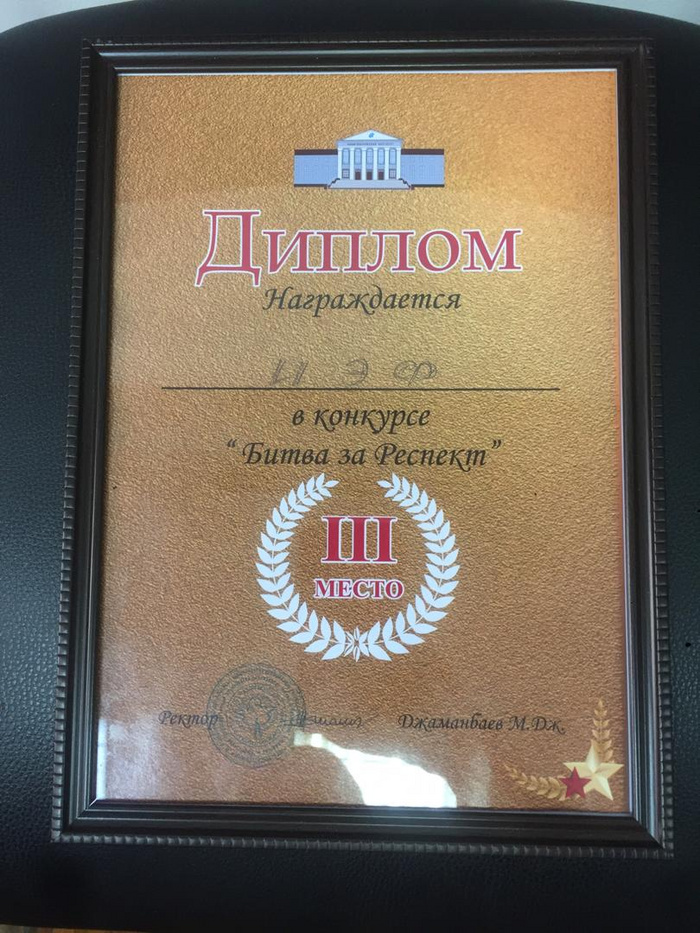 Диплом
Награждается
И Э Ф
в конкурсе
“Битва за Респект”
III
МЕСТО
Ректор Джаманбаев М.Дж.